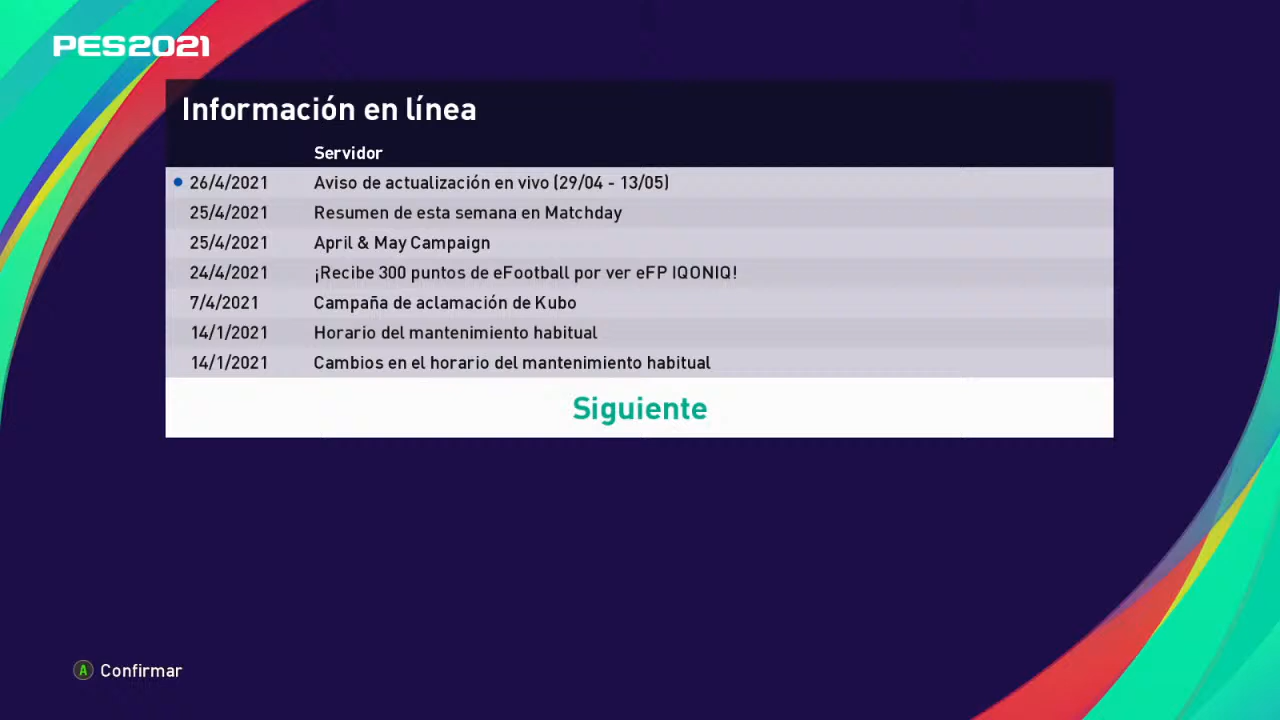 PES2021
Información en línea
Servidor
26/4/2021 Aviso de actualización en vivo (29/04 - 13/05)
25/4/2021 Resumen de esta semana en Matchday
25/4/2021 April & May Campaign
24/4/2021 ¡Recibe 300 puntos de eFootball por ver eFP IQONIQ!
7/4/2021 Campaña de aclamación de Kubo
14/1/2021 Horario del mantenimiento habitual
14/1/2021 Cambios en el horario del mantenimiento habitual
Siguiente
A Confirmar